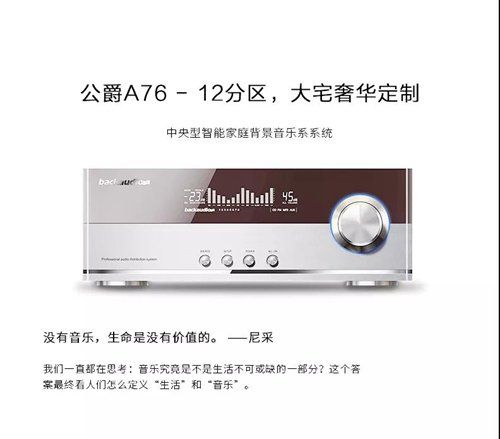 公爵A76 - 12分区，大宅奢华定制
中央型智能家庭背景音乐系系统
backaudio
-23
45
backaudio
Professional audio distribution system
没有音乐，生命是没有价值的。 ——尼采
我们一直都在思考：音乐究竟是不是生活不可或缺的一部分？这个答
案最终看人们怎么定义“生活”和“音乐”。